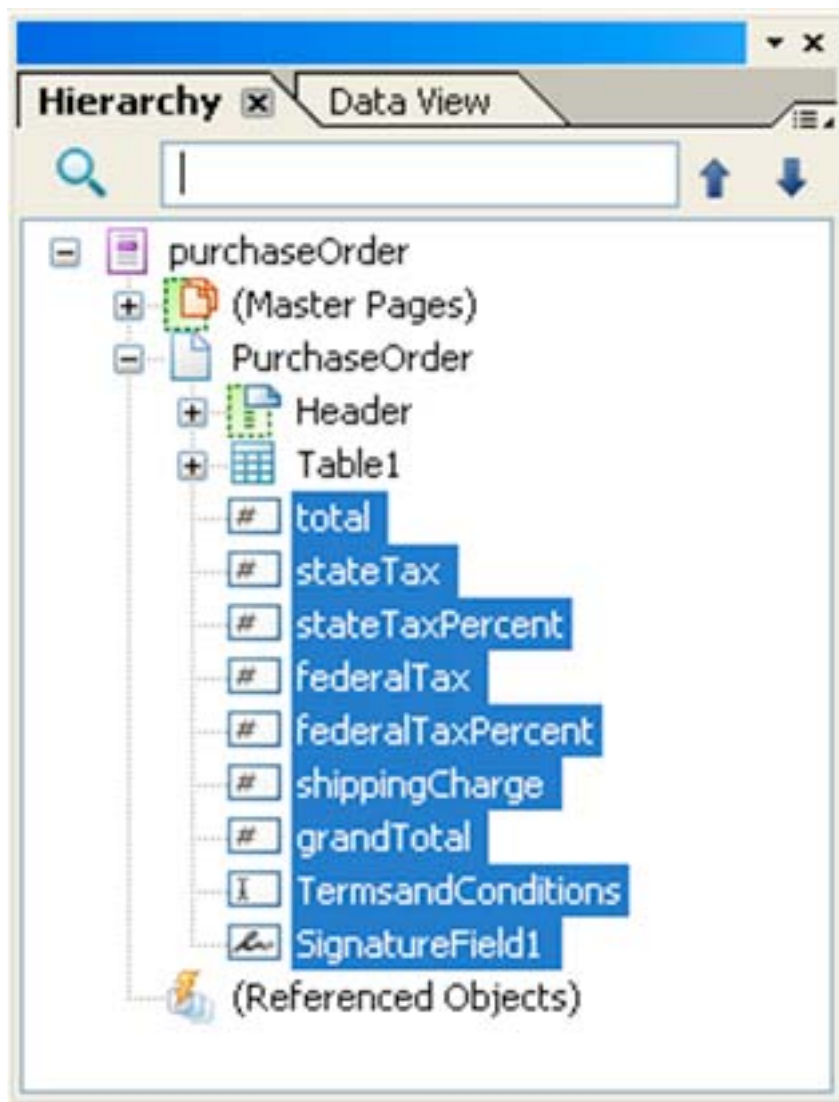 Hierarchy Data View
purchaseOrder
(Master Pages)
PurchaseOrder
Header
Table1
# total
# stateTax
# stateTaxPercent
# federalTax
# federalTaxPercent
# shippingCharge
# grandTotal
TermsandConditions
SignatureField1
(Referenced Objects)